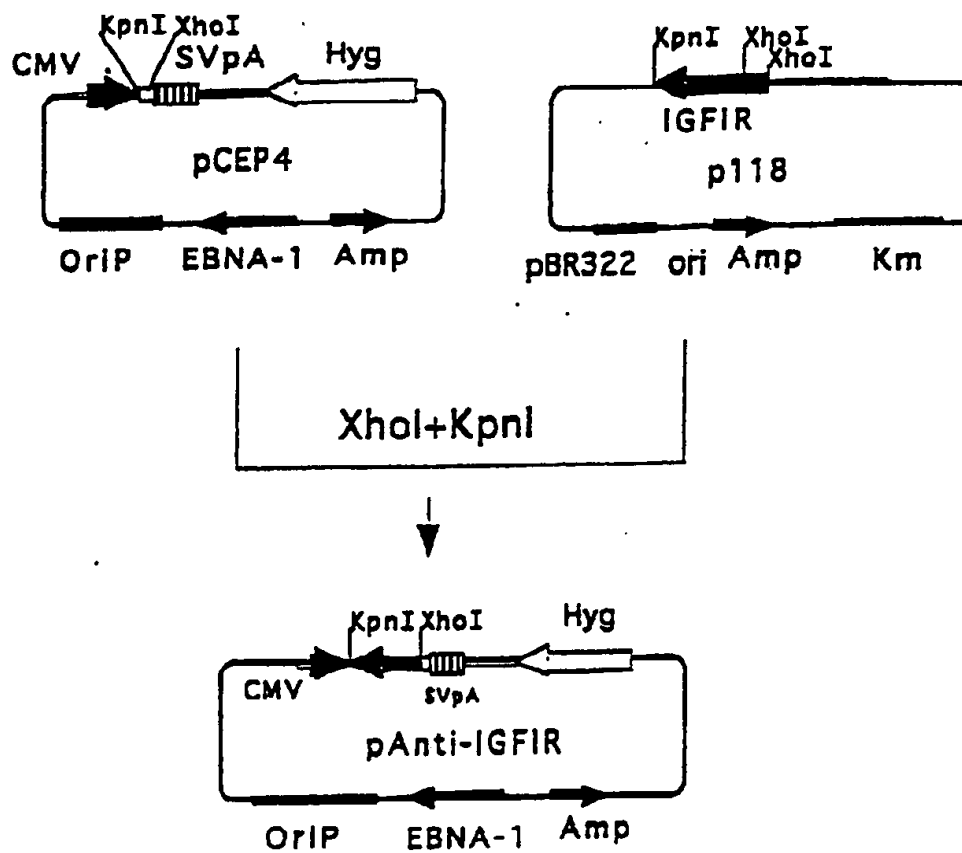 KpnI XhoI
CMV
SVpA
Hyg
pCEP4
OriP EBNA-1 Amp
KpnI XhoI
XhoI
IGFIR
p118
pBR322 ori Amp Km
XhoI+KpnI
KpnI XhoI
Hyg
CMV
SVpA
pAnti-IGFIR
OriP EBNA-1 Amp